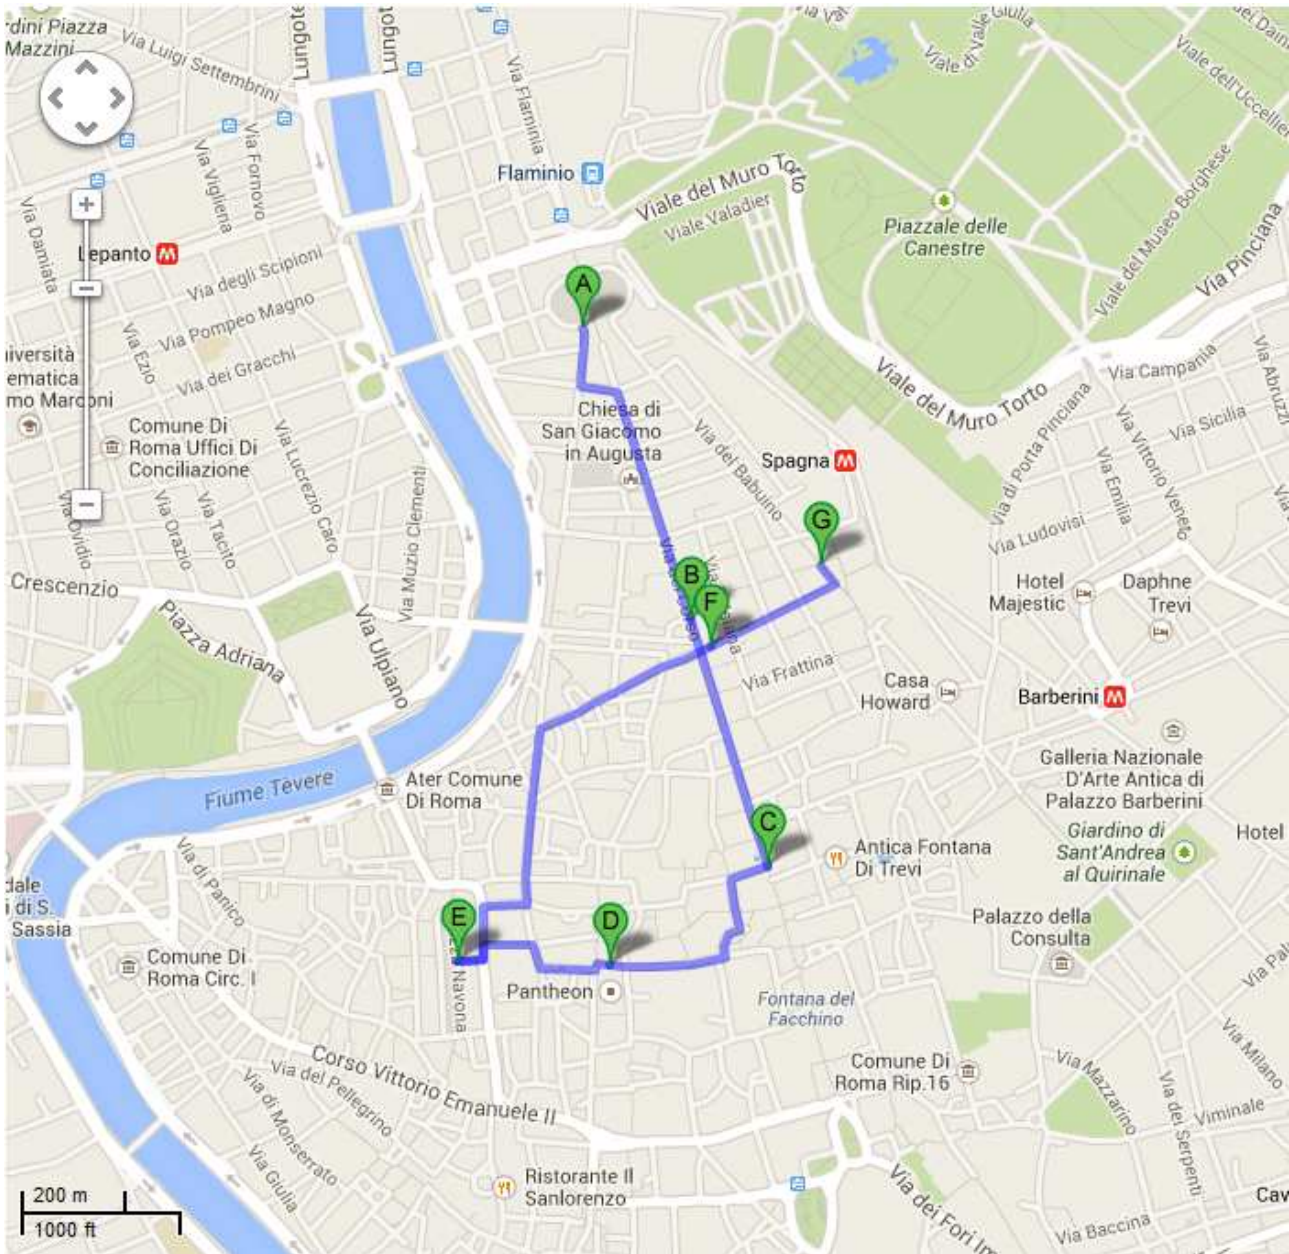 rdini Piazza
Mazzini
Via Luigi Settembrini
Lungote
Lungot
Via Flaminia
Via V
Viale di Valle Giulia
Viale dell'Uccellier
Via Fornovo
Via Vigliena
Flaminio
Viale del Muro Torto
Viale Valadier
Piazzale delle
Canestre
Viale del Museo Borghese
Via Pinciana
Via Damiata
Lepanto
Via degli Scipioni
A
Via Pompeo Magno
Via Ezio
Via dei Gracchi
iversità
ematica
mo Marconi
Viale del Muro Torto
Via Campania
Via Abruzzi
Comune Di
Roma Uffici Di
Conciliazione
Chiesa di
San Giacomo
in Augusta
Via del Babuino
Spagna
Via di Porta Pinciana
Via Vittorio Veneto
Via Sicilia
Via Emilia
Via Ludovisi
Via Lucrezio Caro
Via Muzio Clementi
Via Ovidio
Via Orazio
Via Tacito
G
Crescenzio
Piazza Adriana
Via Ulpiano
B
F
Hotel
Majestic
Daphne
Trevi
Via Frattina
Casa
Howard
Barberini
Galleria Nazionale
D'Arte Antica di
Palazzo Barberini
Fiume Tevere
Ater Comune
Di Roma
C
Antica Fontana
Di Trevi
Giardino di
Sant'Andrea
al Quirinale
Hotel
Via di Panico
dale
i di S.
Sassia
E
D
Palazzo della
Consulta
Comune Di
Roma Circ. I
Navona
Pantheon
Fontana del
Facchino
Via Pal
Via Milano
Corso Vittorio Emanuele II
Via del Pellegrino
Via di Monserrato
Via Giulia
Comune Di
Roma Rip.16
Via Mazzarino
Via dei Serpenti
Viminale
Ristorante Il
Sanlorenzo
Via dei Fori Im
Via Baccina
Cav
200 m
1000 ft